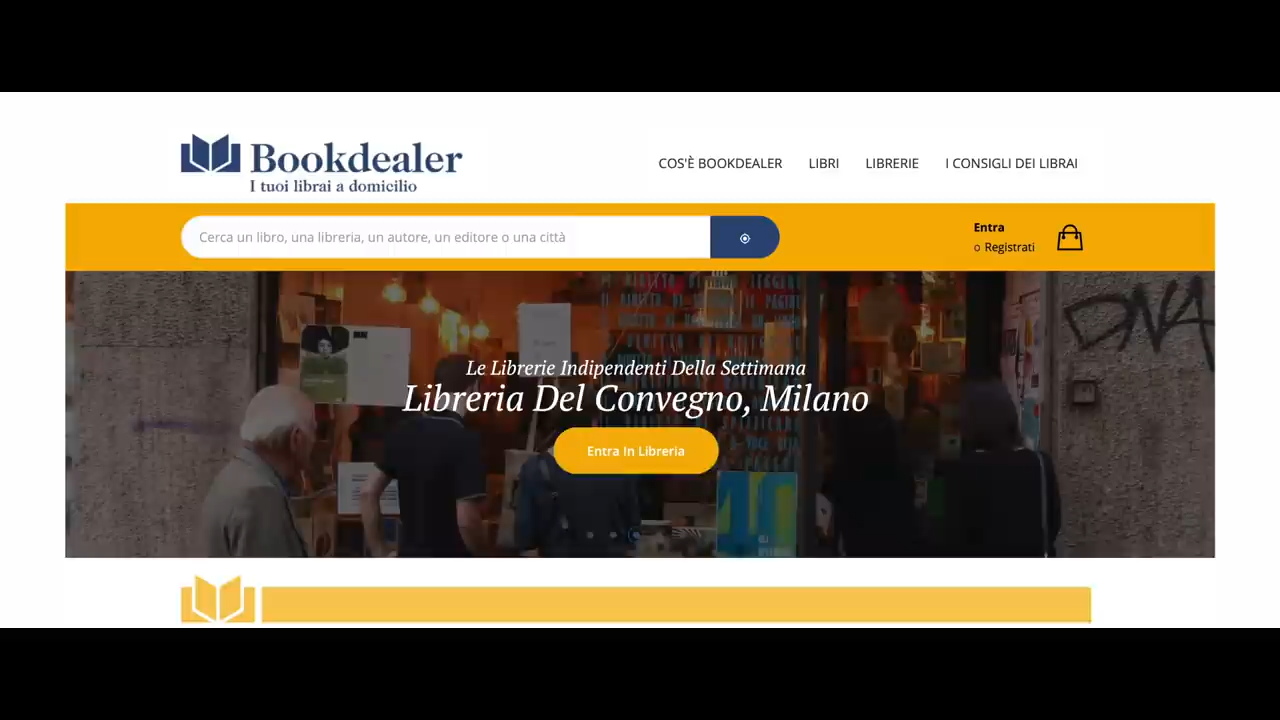 Bookdealer
I tuoi librai a domicilio
COS'È BOOKDEALER LIBRI LIBRERIE I CONSIGLI DEI LIBRAI
Cerca un libro, una libreria, un autore, un editore o una città
Entra
o Registrati
DNA
Le Librerie Indipendenti Della Settimana
Libreria Del Convegno, Milano
Entra In Libreria